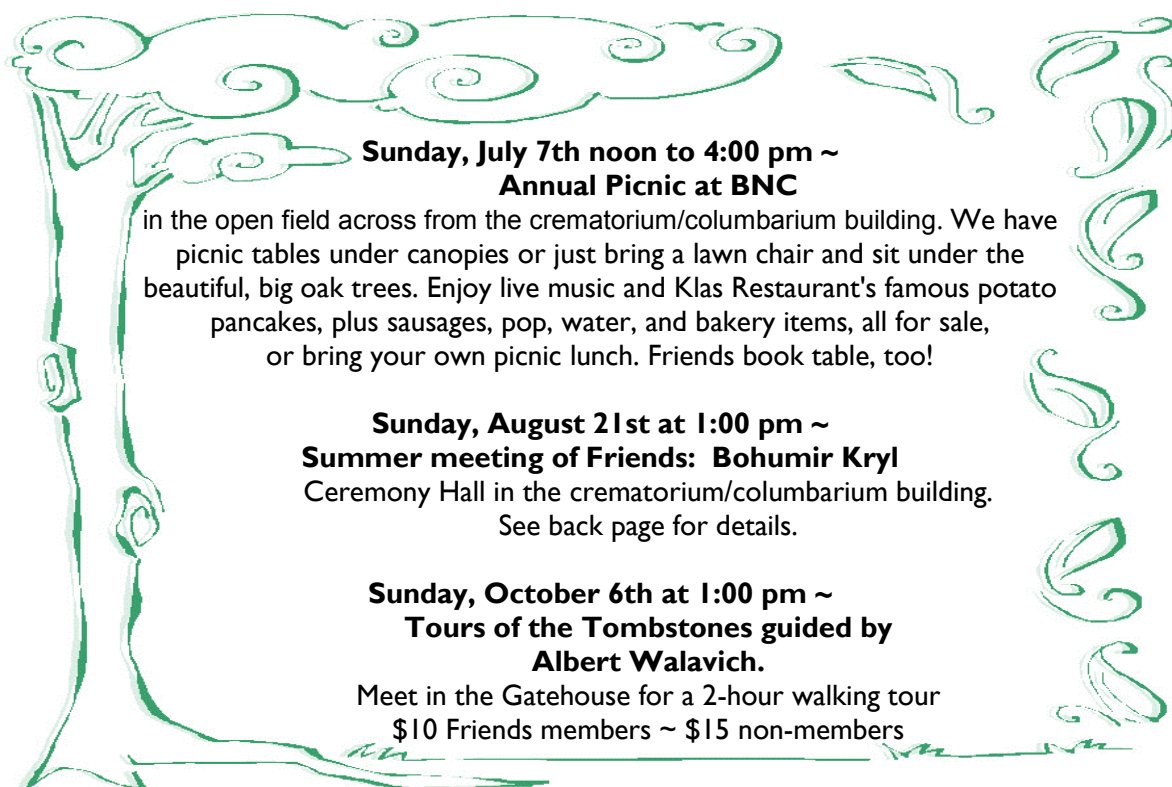 Sunday, July 7th noon to 4:00 pm ~
Annual Picnic at BNC
in the open field across from the crematorium/columbarium building. We have
picnic tables under canopies or just bring a lawn chair and sit under the
beautiful, big oak trees. Enjoy live music and Klas Restaurant's famous potato
pancakes, plus sausages, pop, water, and bakery items, all for sale,
or bring your own picnic lunch. Friends book table, too!
Sunday, August 21st at 1:00 pm ~
Summer meeting of Friends:  Bohumir Kryl
Ceremony Hall in the crematorium/columbarium building.
See back page for details.
Sunday, October 6th at 1:00 pm ~
Tours of the Tombstones guided by
Albert Walavich.
Meet in the Gatehouse for a 2-hour walking tour
$10 Friends members ~ $15 non-members